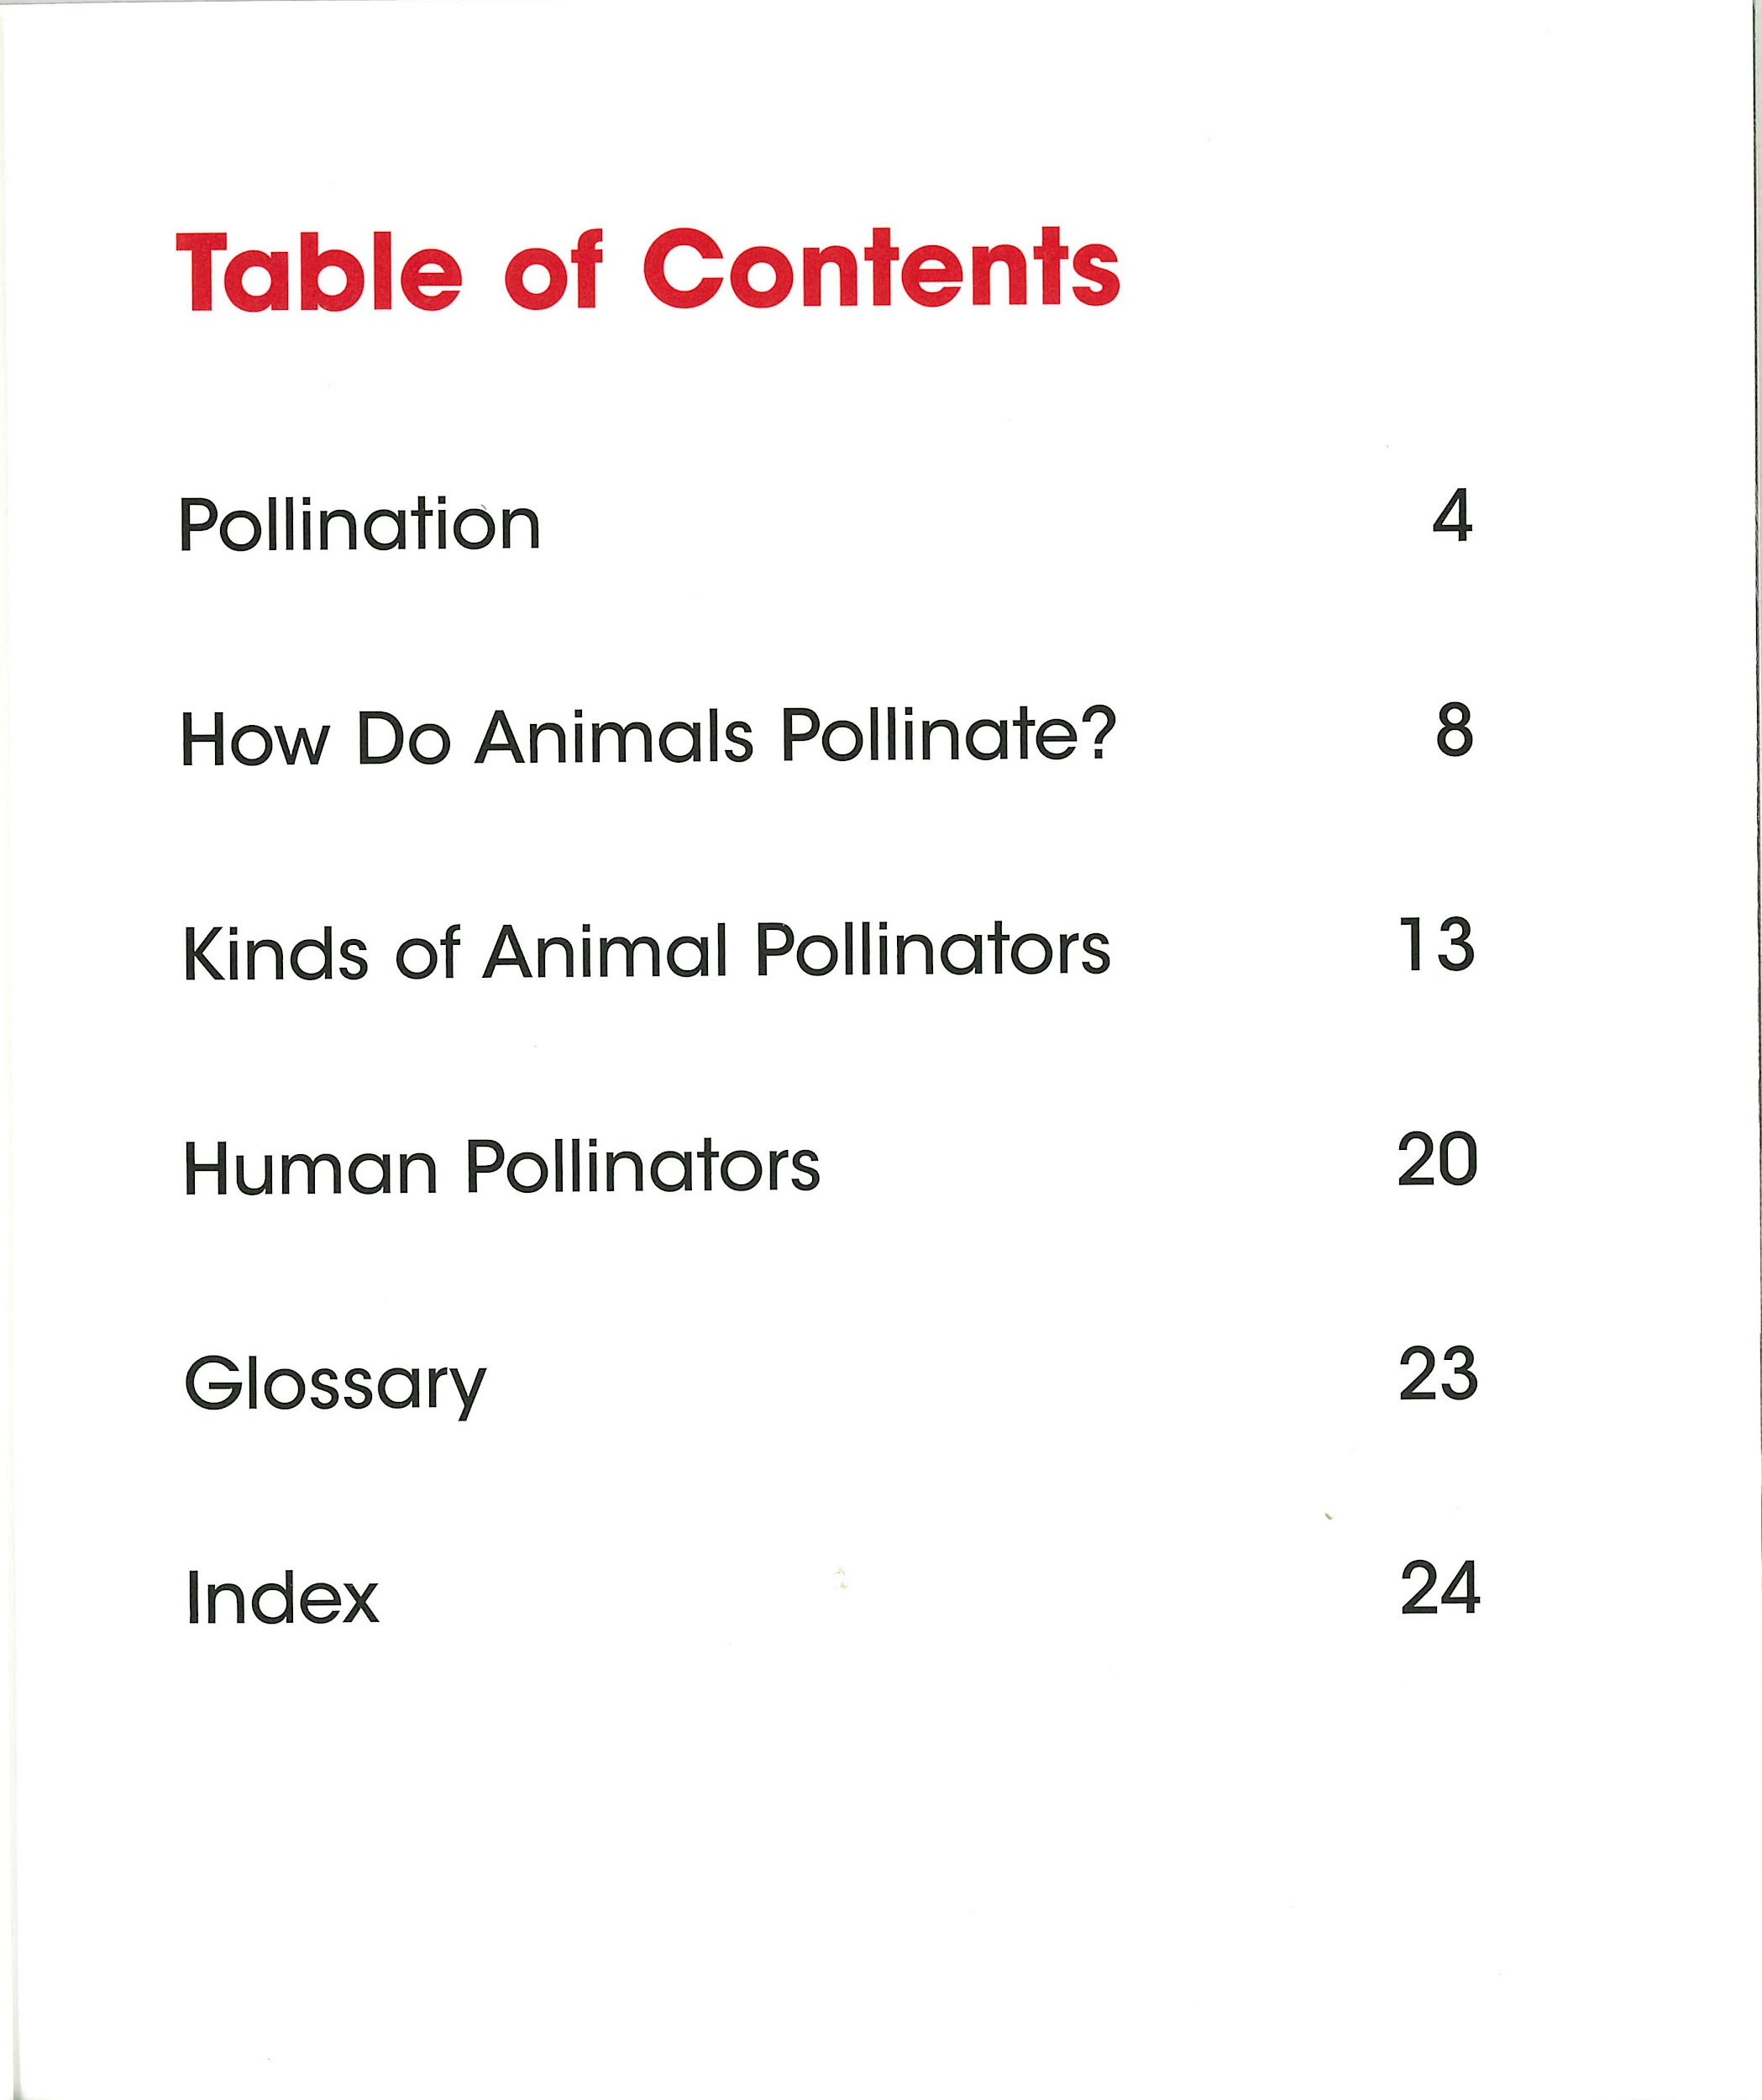 Table of Contents
Pollination 4
How Do Animals Pollinate? 8
Kinds of Animal Pollinators 13
Human Pollinators 20
Glossary 23
Index 24